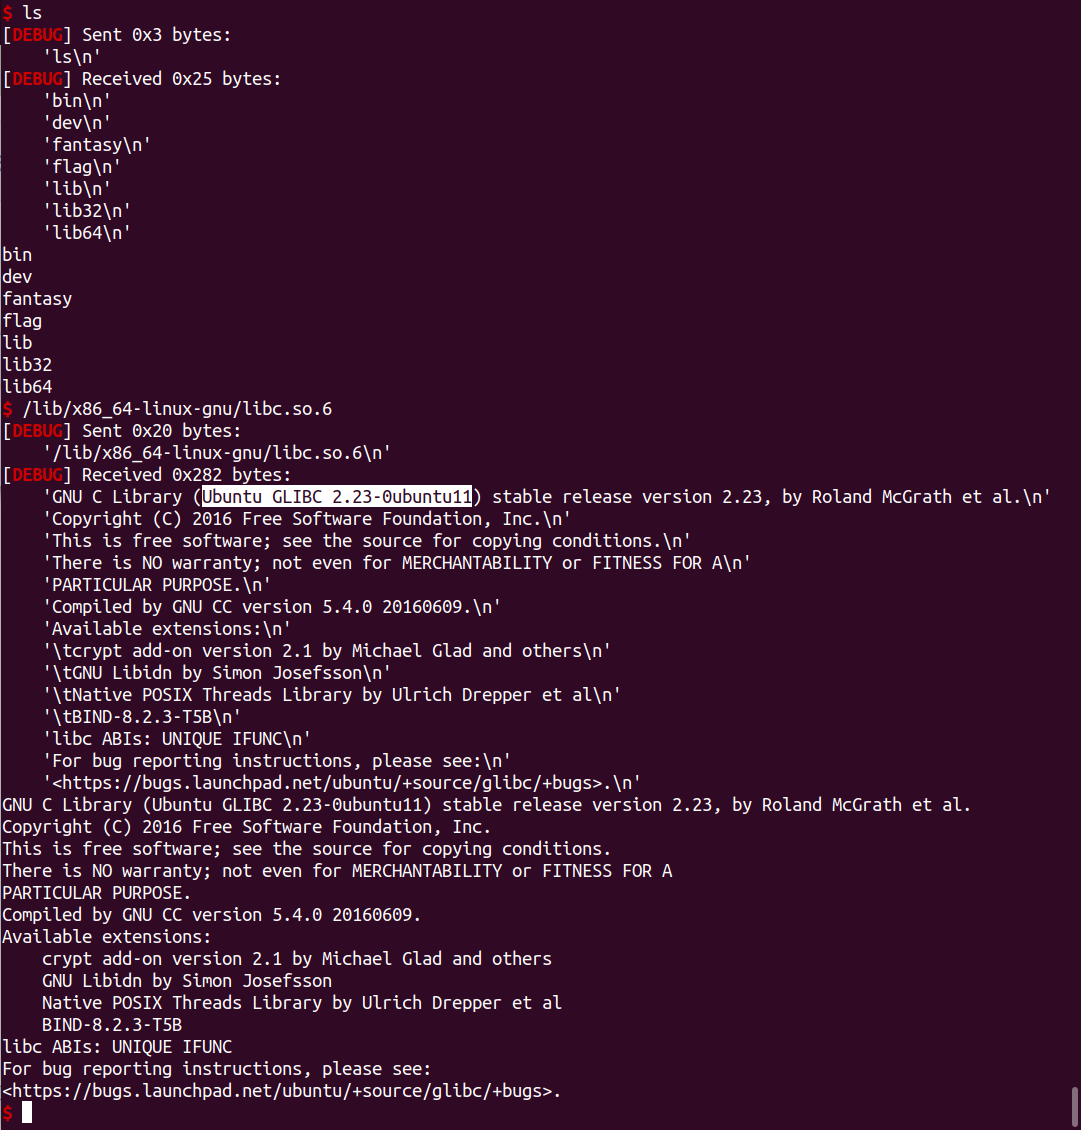 $ ls
[DEBUG] Sent 0x3 bytes:
    'ls\n'
[DEBUG] Received 0x25 bytes:
    'bin\n'
    'dev\n'
    'fantasy\n'
    'flag\n'
    'lib\n'
    'lib32\n'
    'lib64\n'
bin
dev
fantasy
flag
lib
lib32
lib64
$ /lib/x86_64-linux-gnu/libc.so.6
[DEBUG] Sent 0x20 bytes:
    '/lib/x86_64-linux-gnu/libc.so.6\n'
[DEBUG] Received 0x282 bytes:
    'GNU C Library (Ubuntu GLIBC 2.23-0ubuntu11) stable release version 2.23, by Roland McGrath et al.\n'
    'Copyright (C) 2016 Free Software Foundation, Inc.\n'
    'This is free software; see the source for copying conditions.\n'
    'There is NO warranty; not even for MERCHANTABILITY or FITNESS FOR A\n'
    'PARTICULAR PURPOSE.\n'
    'Compiled by GNU CC version 5.4.0 20160609.\n'
    'Available extensions:\n'
    '\tcrypt add-on version 2.1 by Michael Glad and others\n'
    '\tGNU Libidn by Simon Josefsson\n'
    '\tNative POSIX Threads Library by Ulrich Drepper et al\n'
    '\tBIND-8.2.3-T5B\n'
    'libc ABIs: UNIQUE IFUNC\n'
    'For bug reporting instructions, please see:\n'
    '<https://bugs.launchpad.net/ubuntu/+source/glibc/+bugs>.\n'
GNU C Library (Ubuntu GLIBC 2.23-0ubuntu11) stable release version 2.23, by Roland McGrath et al.
Copyright (C) 2016 Free Software Foundation, Inc.
This is free software; see the source for copying conditions.
There is NO warranty; not even for MERCHANTABILITY or FITNESS FOR A
PARTICULAR PURPOSE.
Compiled by GNU CC version 5.4.0 20160609.
Available extensions:
    crypt add-on version 2.1 by Michael Glad and others
    GNU Libidn by Simon Josefsson
    Native POSIX Threads Library by Ulrich Drepper et al
    BIND-8.2.3-T5B
libc ABIs: UNIQUE IFUNC
For bug reporting instructions, please see:
<https://bugs.launchpad.net/ubuntu/+source/glibc/+bugs>.
$